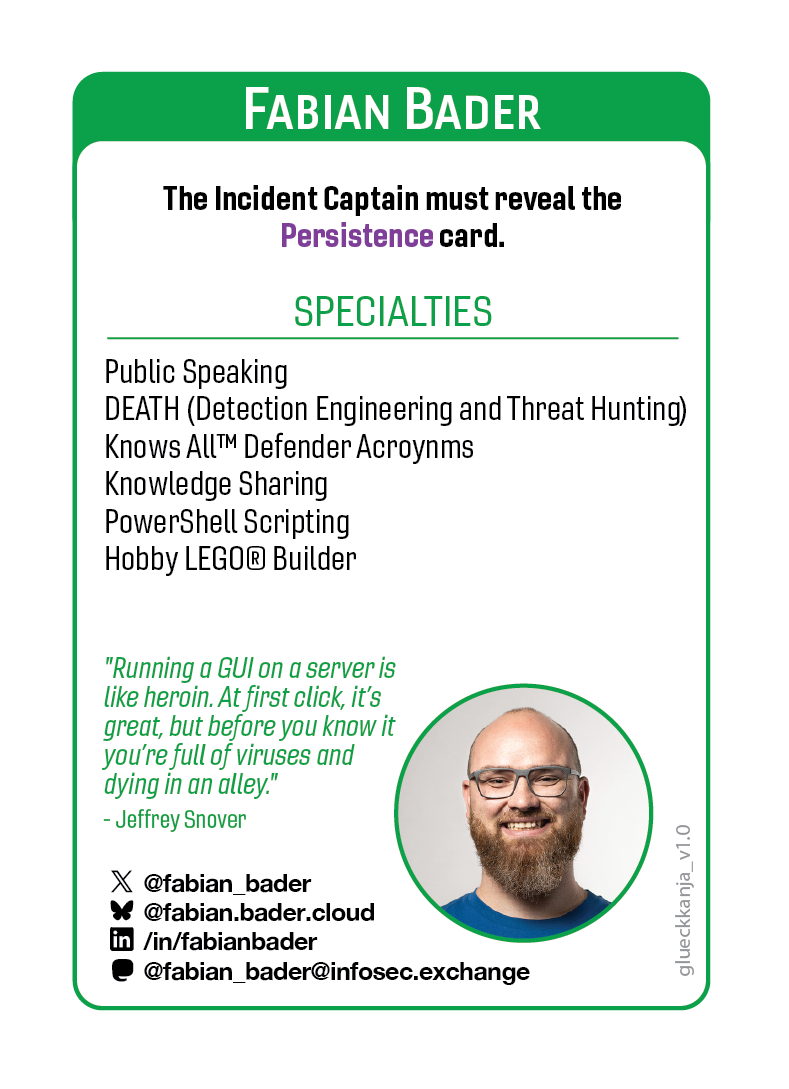 FABIAN BADER
The Incident Captain must reveal the
Persistence card.
SPECIALTIES
Public Speaking
DEATH (Detection Engineering and Threat Hunting)
Knows All™ Defender Acroynms
Knowledge Sharing
PowerShell Scripting
Hobby LEGO® Builder
"Running a GUI on a server is
like heroin. At first click, it’s
great, but before you know it
you’re full of viruses and
dying in an alley."
- Jeffrey Snover
@fabian_bader
@fabian.bader.cloud
in /in/fabianbader
@fabian_bader@infosec.exchange
glueckkanja_v1.0